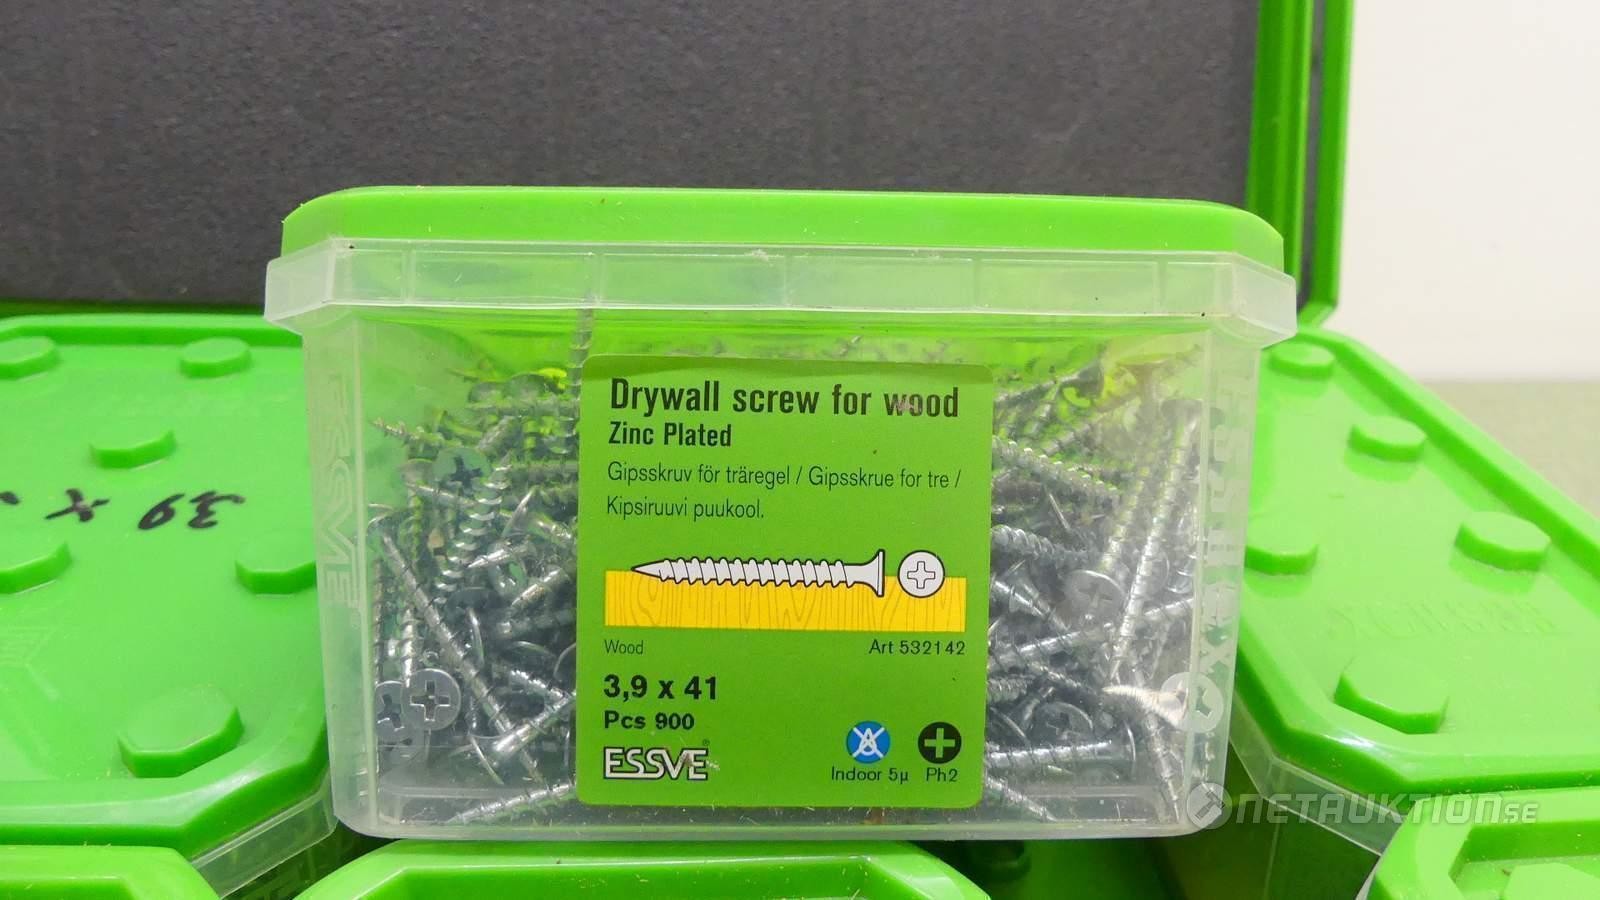 Drywall screw for wood
Zinc Plated
Gipsskruv för träregel / Gipsskrue for tre /
Kipsiruuvi puukool.
Wood
Art 532142
3,9 x 41
Pcs 900
ESSVE®
Indoor 5µ
Ph2
39 x
ESSVE
NETAUKTION.SE